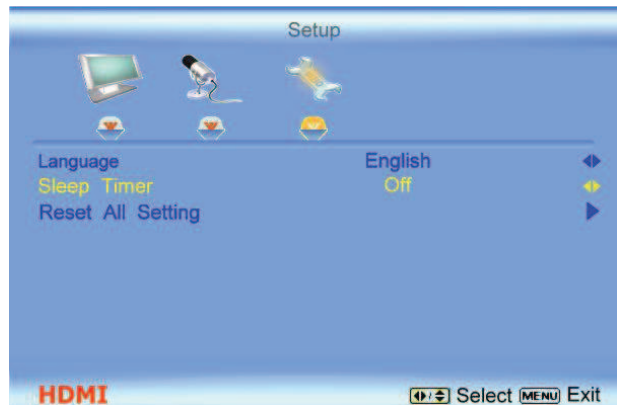 Setup
Language English
Sleep Timer Off
Reset All Setting
HDMI Select MENU Exit